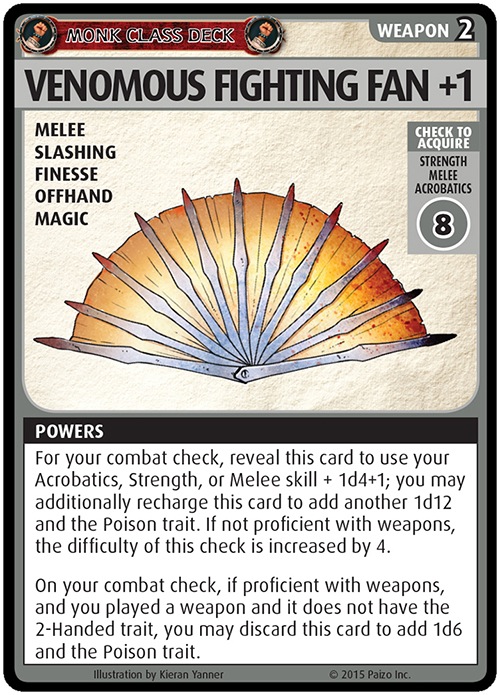 MONK CLASS DECK
WEAPON 2
VENOMOUS FIGHTING FAN +1
MELEE
SLASHING
FINESSE
OFFHAND
MAGIC
CHECK TO
ACQUIRE
STRENGTH
MELEE
ACROBATICS
8
POWERS
For your combat check, reveal this card to use your
Acrobatics, Strength, or Melee skill + 1d4+1; you may
additionally recharge this card to add another 1d12
and the Poison trait. If not proficient with weapons,
the difficulty of this check is increased by 4.
On your combat check, if proficient with weapons,
and you played a weapon and it does not have the
2-Handed trait, you may discard this card to add 1d6
and the Poison trait.
Illustration by Kieran Yanner
© 2015 Paizo Inc.